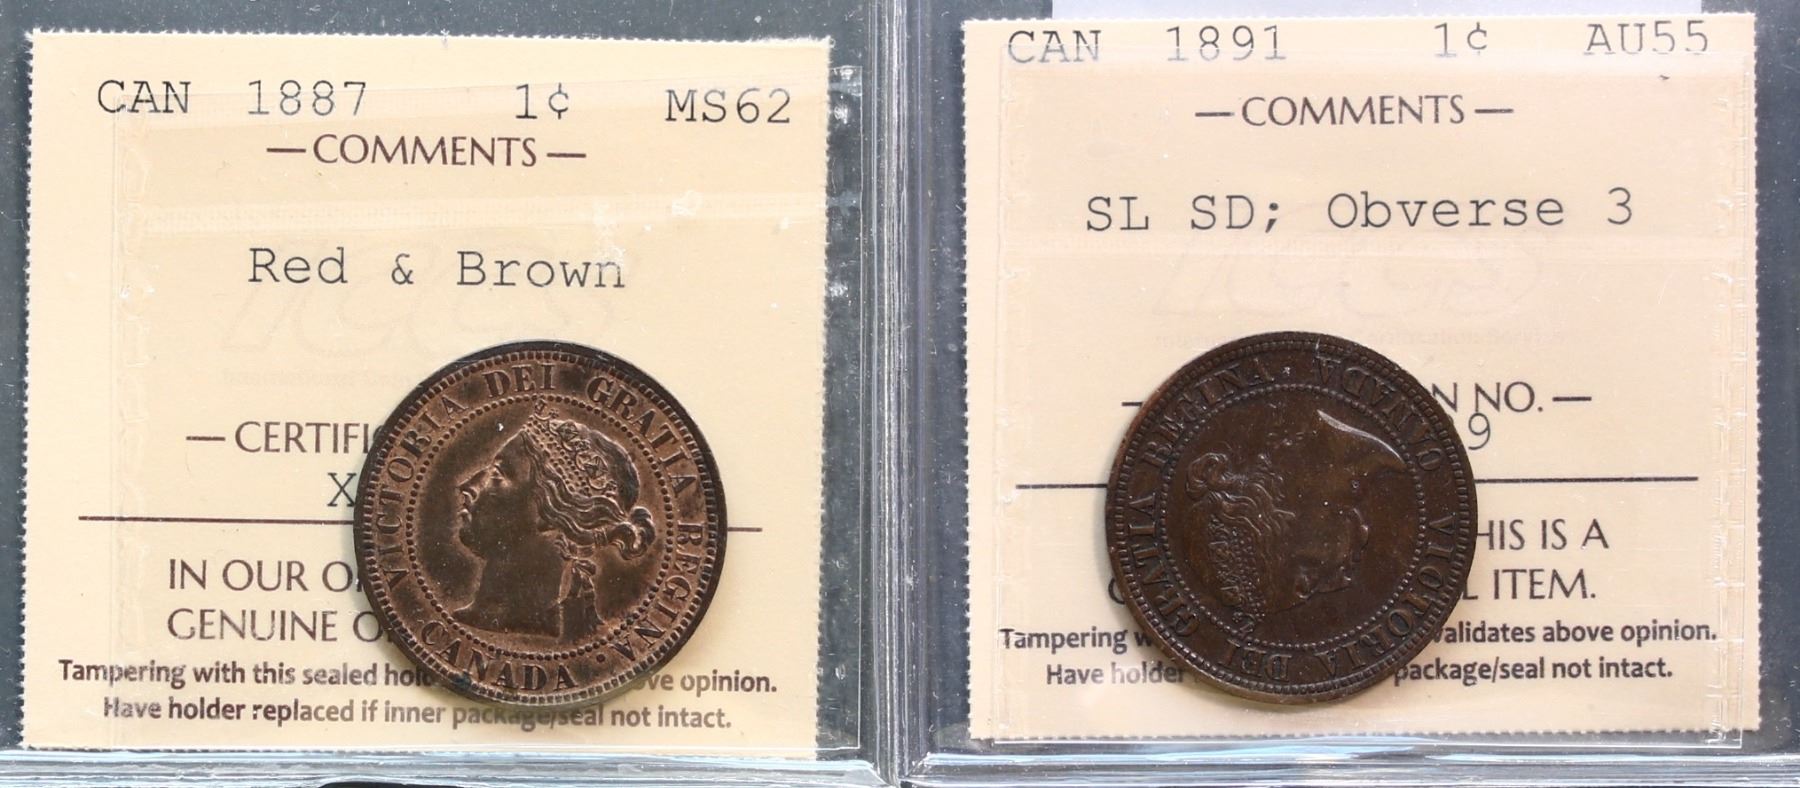 CAN 1887 1¢ MS62
—COMMENTS—
Red & Brown
—CERTIFI
X
IN OUR O
GENUINE O
Tampering with this sealed hol ve opinion.
Have holder replaced if inner package/seal not intact.
VICTORIA DEI GRATIA REGINA.
CANADA
CAN 1891 1¢ AU55
—COMMENTS—
SL SD; Obverse 3
N NO.—
9
HIS IS A
L ITEM.
Tampering w validates above opinion.
Have holder package/seal not intact.
VICTORIA DEI GRATIA REGINA.
CANADA